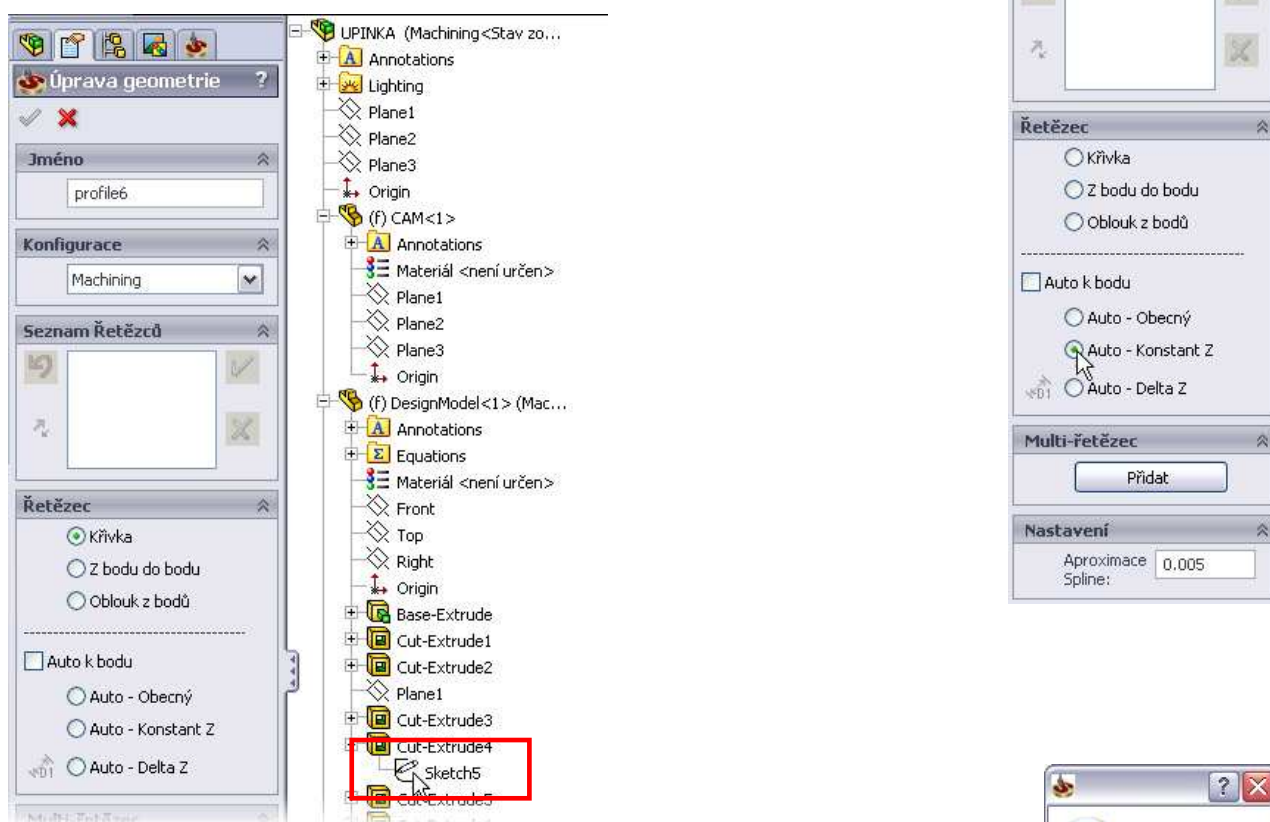 Úprava geometrie ?
Jméno
profile6
Konfigurace
Machining
Seznam Řetězců
Řetězec
Křivka
Z bodu do bodu
Oblouk z bodů
Auto k bodu
Auto - Obecný
Auto - Konstant Z
Auto - Delta Z
Multi-řetězec
UPINKA (Machining<Stav zo...
Annotations
Lighting
Plane1
Plane2
Plane3
Origin
(f) CAM<1>
Annotations
Materiál <není určen>
Plane1
Plane2
Plane3
Origin
(f) DesignModel<1> (Mac...
Annotations
Equations
Materiál <není určen>
Front
Top
Right
Origin
Base-Extrude
Cut-Extrude1
Cut-Extrude2
Plane1
Cut-Extrude3
Cut-Extrude4
Sketch5
Cut-Extrude5
Řetězec
Křivka
Z bodu do bodu
Oblouk z bodů
Auto k bodu
Auto - Obecný
Auto - Konstant Z
Auto - Delta Z
Multi-řetězec
Přidat
Nastavení
Aproximace
Spline:
0.005
?